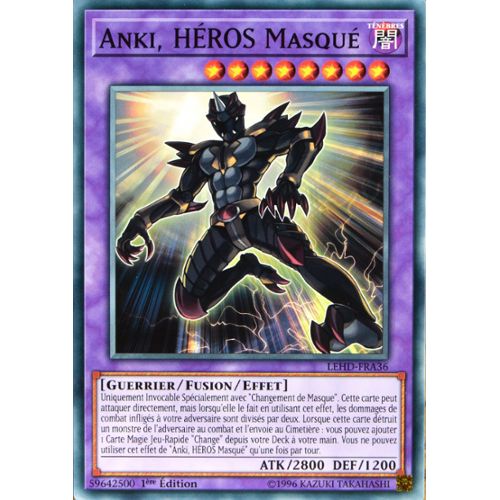 ANKI, HÉROS MASQUÉ
TÉNÈBRES
闇
LEHD-FRA36
[GUERRIER/FUSION/EFFET]
Uniquement Invocable Spécialement avec "Changement de Masque". Cette carte peut
attaquer directement, mais lorsqu'elle le fait en utilisant cet effet, les dommages de
combat infligés à votre adversaire sont divisés par deux. Lorsque cette carte détruit
un monstre de l'adversaire au combat et l'envoie au Cimetière : vous pouvez ajouter
1 Carte Magie Jeu-Rapide "Change" depuis votre Deck à votre main. Vous ne pouvez
utiliser cet effet de "Anki, HÉROS Masqué" qu'une fois par tour.
ATK/2800 DEF/1200
59642500 1ère Édition ©1996 KAZUKI TAKAHASHI